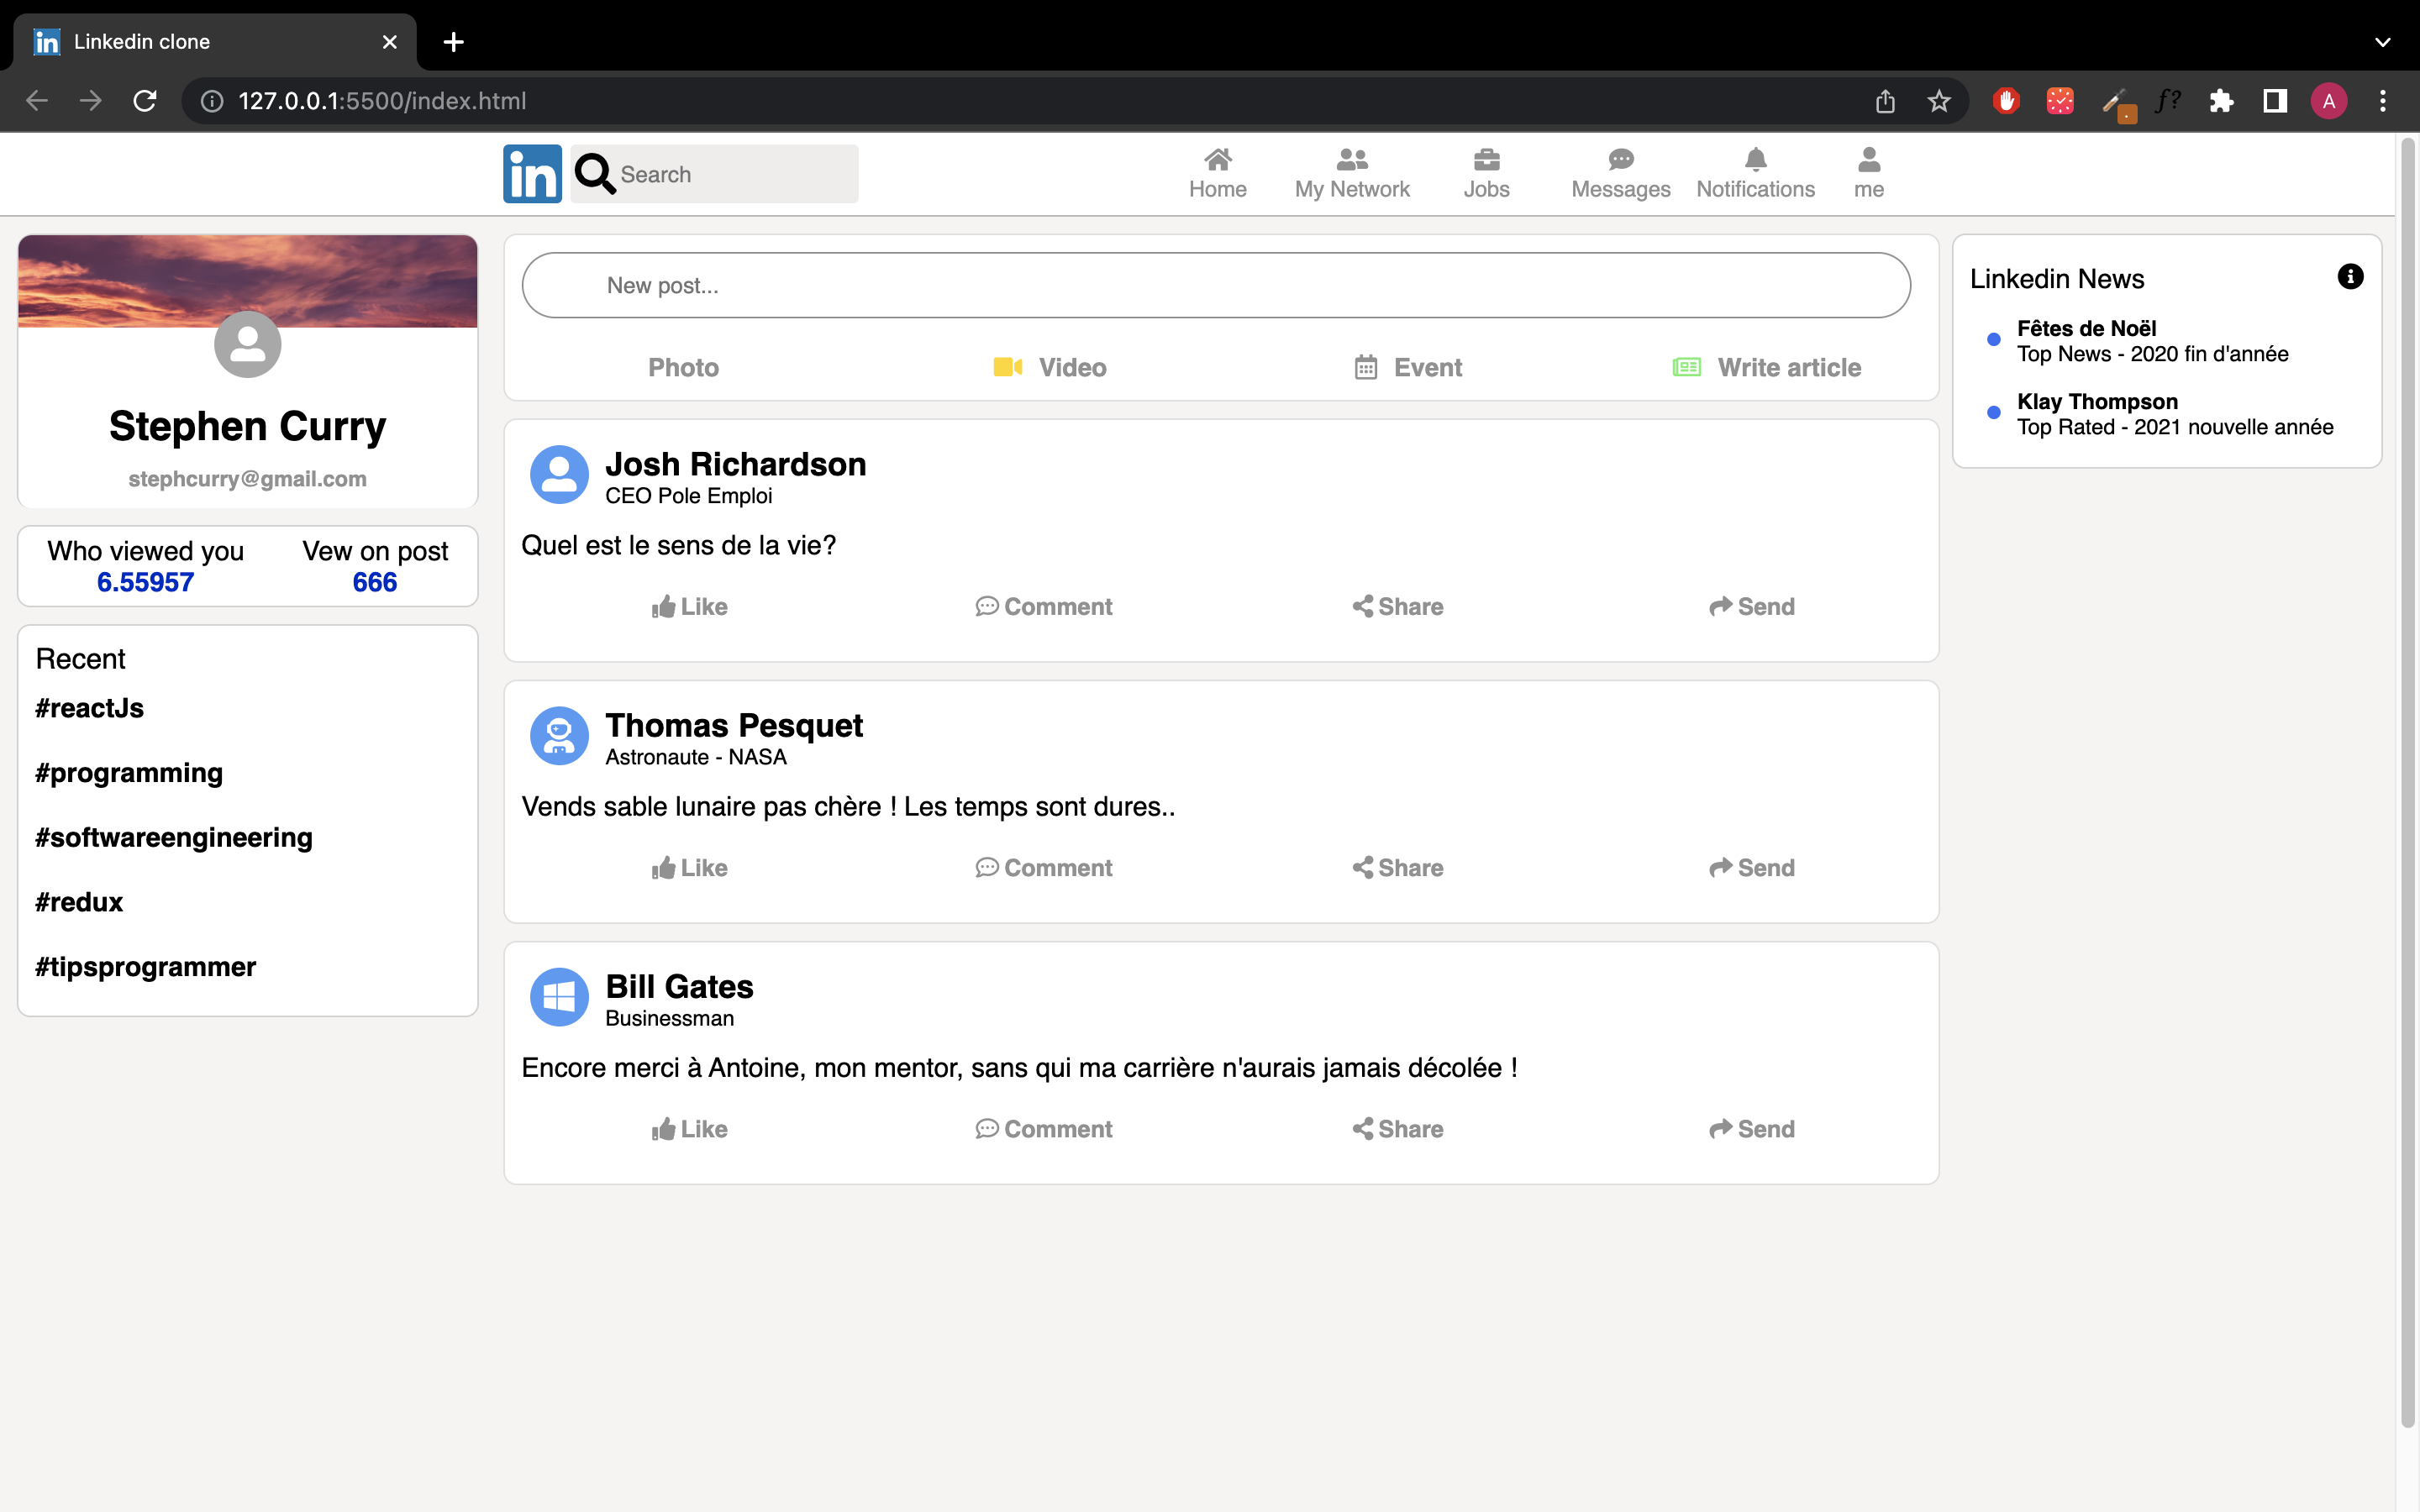 Linkedin clone
127.0.0.1:5500/index.html
f?
A
in
Search
Home
My Network
Jobs
Messages
Notifications
me
Stephen Curry
stephcurry@gmail.com
Who viewed you
6.55957
Vew on post
666
Recent
#reactJs
#programming
#softwareengineering
#redux
#tipsprogrammer
New post...
Photo
Video
Event
Write article
Josh Richardson
CEO Pole Emploi
Quel est le sens de la vie?
Like
Comment
Share
Send
Thomas Pesquet
Astronaute - NASA
Vends sable lunaire pas chère ! Les temps sont dures..
Like
Comment
Share
Send
Bill Gates
Businessman
Encore merci à Antoine, mon mentor, sans qui ma carrière n'aurais jamais décolée !
Like
Comment
Share
Send
Linkedin News
Fêtes de Noël
Top News - 2020 fin d'année
Klay Thompson
Top Rated - 2021 nouvelle année